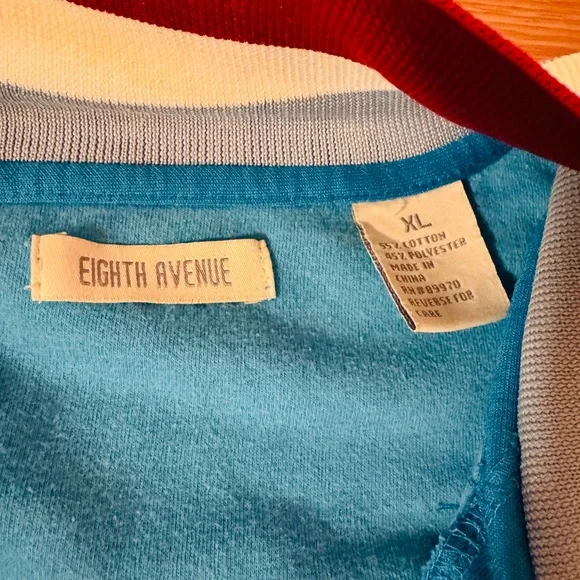 EIGHTH AVENUE
XL
55% COTTON
45% POLYESTER
MADE IN
CHINA
RN#89970
REVERSE FOR
CARE